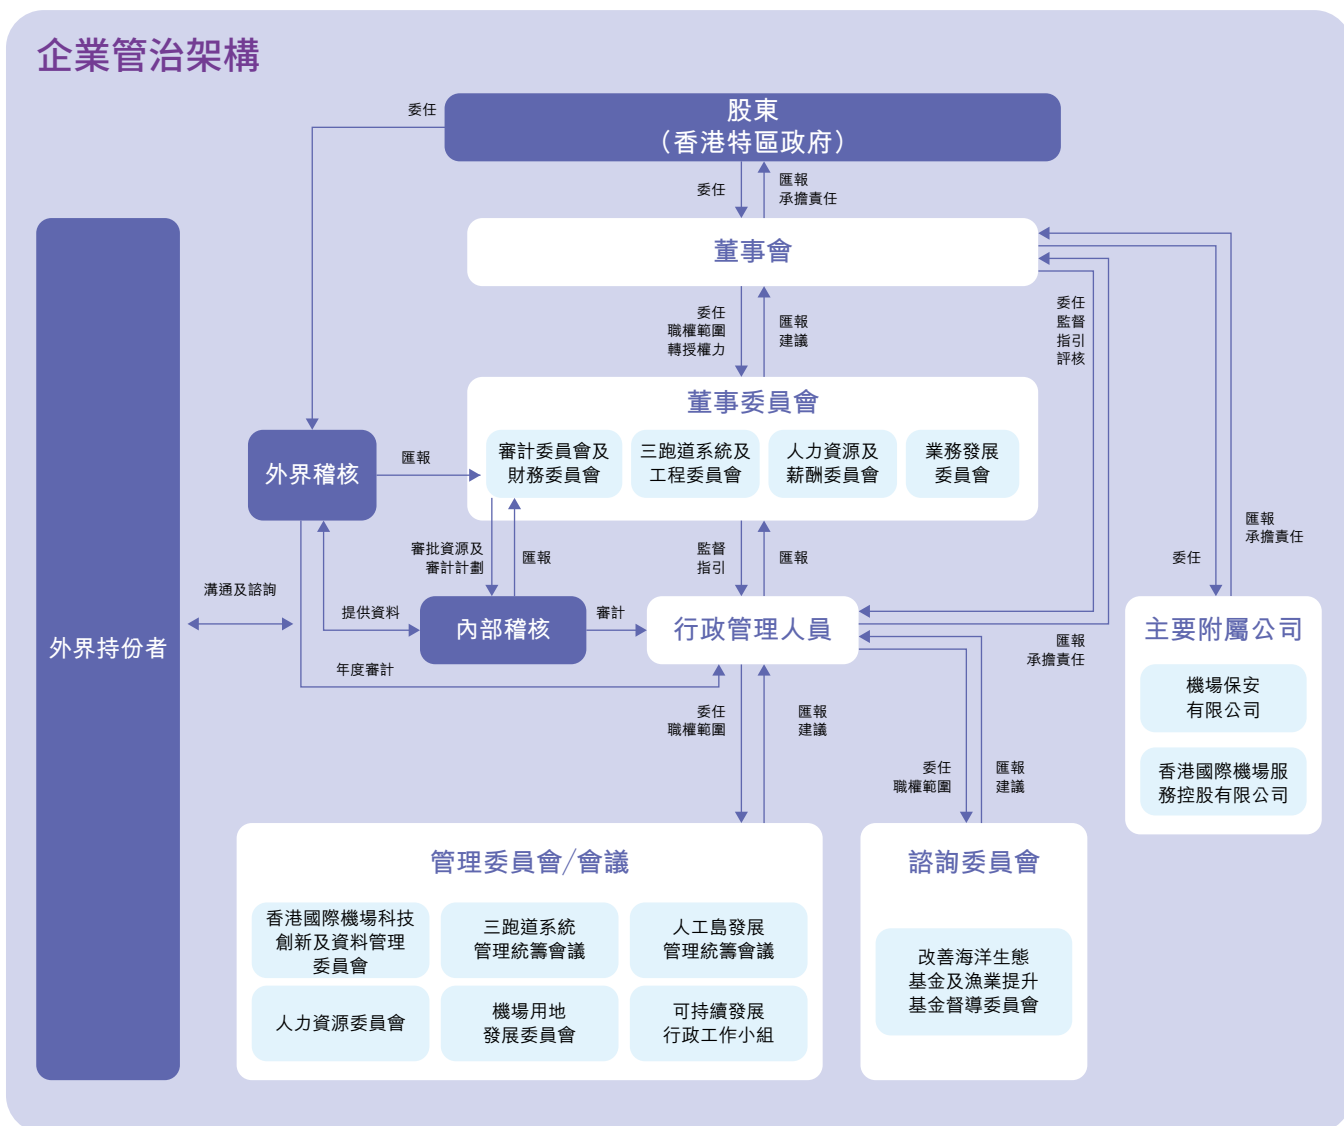 企業管治架構
委任
股東
（香港特區政府）
委任
匯報
承擔責任
董事會
委任
職權範圍
轉授權力
匯報
建議
委任
監督
指引
評核
董事委員會
審計委員會及
財務委員會
三跑道系統及
工程委員會
人力資源及
薪酬委員會
業務發展
委員會
外界稽核
匯報
審批資源及
審計計劃
匯報
監督
指引
匯報
委任
匯報
承擔責任
溝通及諮詢
外界持份者
提供資料
內部稽核
審計
行政管理人員
匯報
承擔責任
年度審計
主要附屬公司
機場保安
有限公司
香港國際機場服
務控股有限公司
委任
職權範圍
匯報
建議
委任
職權範圍
匯報
建議
管理委員會/會議
香港國際機場科技
創新及資料管理
委員會
三跑道系統
管理統籌會議
人工島發展
管理統籌會議
人力資源委員會
機場用地
發展委員會
可持續發展
行政工作小組
諮詢委員會
改善海洋生態
基金及漁業提升
基金督導委員會